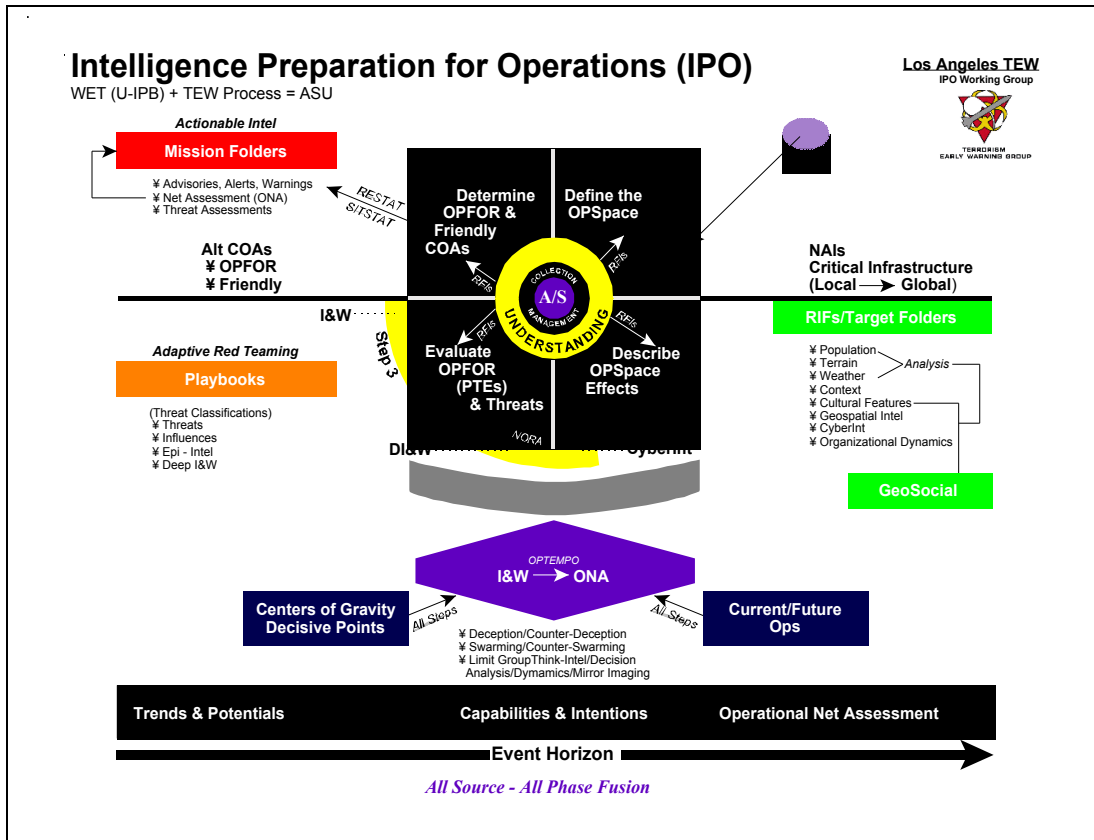 Intelligence Preparation for Operations (IPO)
WET (U-IPB) + TEW Process = ASU
Los Angeles TEW
IPO Working Group
TERRORISM
EARLY WARNING GROUP
Actionable Intel
Mission Folders
¥ Advisories, Alerts, Warnings
¥ Net Assessment (ONA)
¥ Threat Assessments
RESTAT
SITSTAT
Determine
OPFOR &
Friendly
COAs
Define the
OPSpace
RFIs
RFIs
Alt COAs
¥ OPFOR
¥ Friendly
NAIs
Critical Infrastructure
(Local Global)
COLLECTION
A/S
MANAGEMENT
UNDERSTANDING
I&W
Step 3
RFIs
RFIs
Evaluate
OPFOR
(PTEs)
& Threats
Describe
OPSpace
Effects
NORA
DI&W
CyberInt
RIFs/Target Folders
¥ Population
¥ Terrain
¥ Weather
¥ Context
¥ Cultural Features
¥ Geospatial Intel
¥ CyberInt
¥ Organizational Dynamics
Analysis
GeoSocial
Adaptive Red Teaming
Playbooks
(Threat Classifications)
¥ Threats
¥ Influences
¥ Epi - Intel
¥ Deep I&W
OPTEMPO
I&W ONA
Centers of Gravity
Decisive Points
All Steps
All Steps
Current/Future
Ops
¥ Deception/Counter-Deception
¥ Swarming/Counter-Swarming
¥ Limit GroupThink-Intel/Decision
Analysis/Dymamics/Mirror Imaging
Trends & Potentials
Capabilities & Intentions
Operational Net Assessment
Event Horizon
All Source - All Phase Fusion